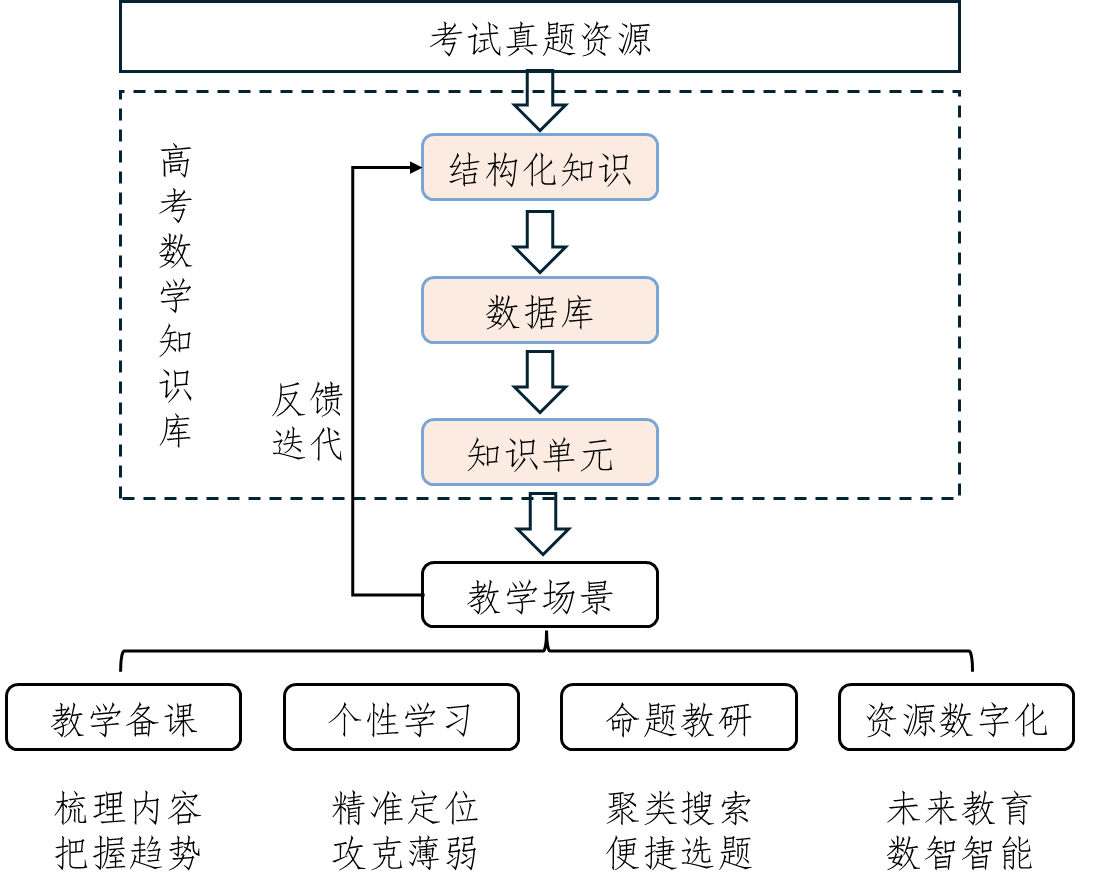 考试真题资源
高考数学知识库
结构化知识
数据库
反馈
迭代
知识单元
教学场景
教学备课
个性学习
命题教研
资源数字化
梳理内容
把握趋势
精准定位
攻克薄弱
聚类搜索
便捷选题
未来教育
数智智能